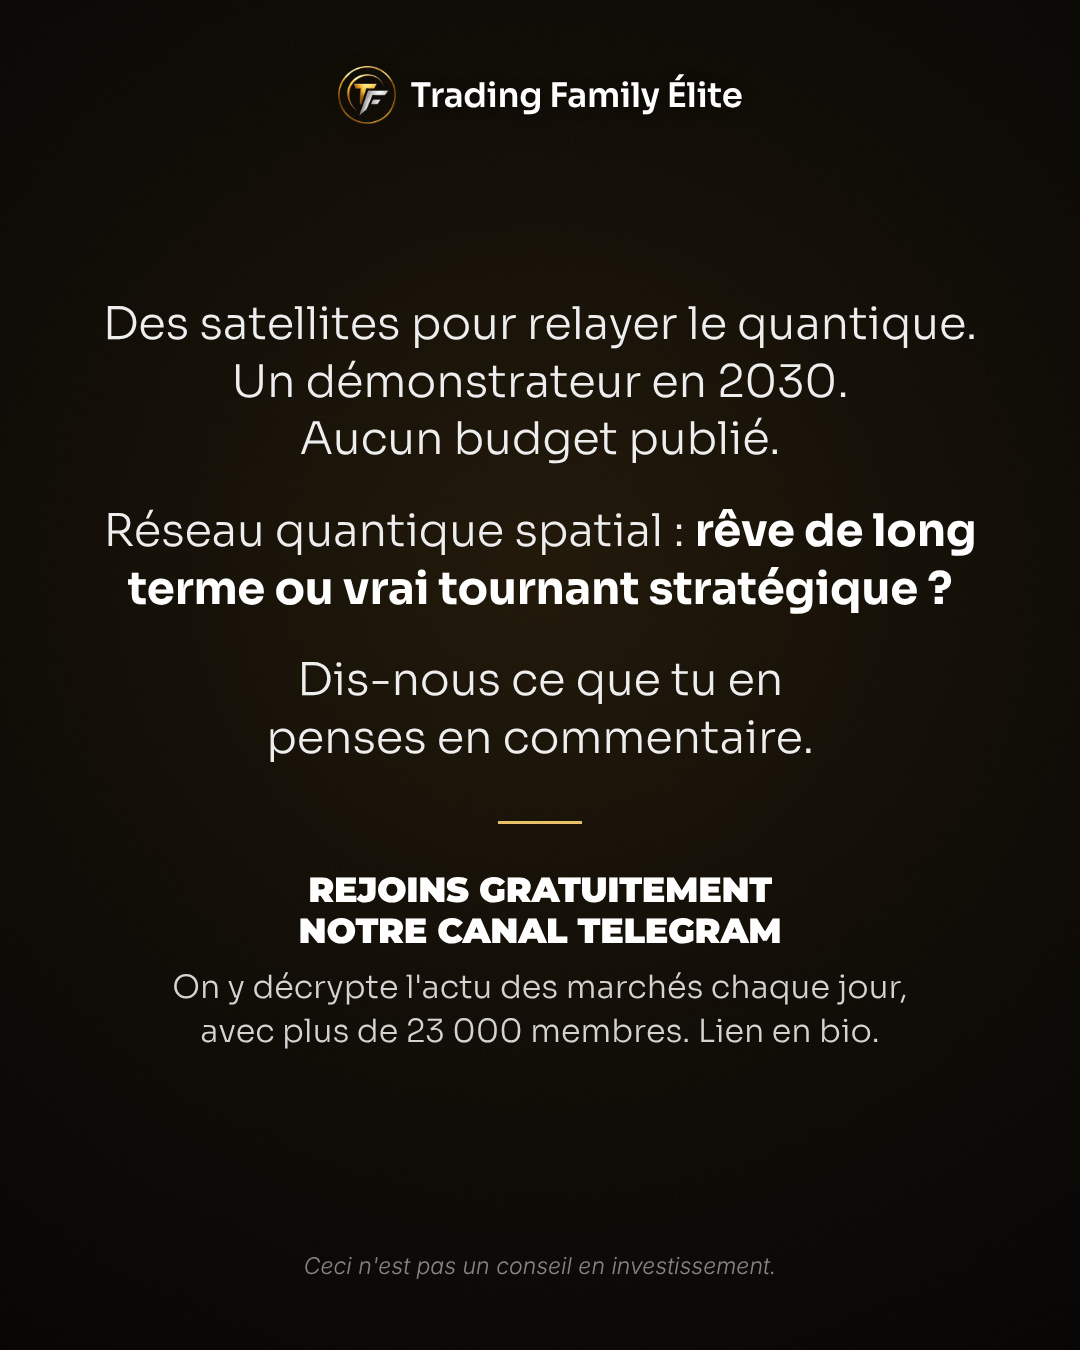 TF Trading Family Élite
Des satellites pour relayer le quantique.
Un démonstrateur en 2030.
Aucun budget publié.
Réseau quantique spatial : rêve de long
terme ou vrai tournant stratégique ?
Dis-nous ce que tu en
penses en commentaire.
REJOINS GRATUITEMENT
NOTRE CANAL TELEGRAM
On y décrypte l'actu des marchés chaque jour,
avec plus de 23 000 membres. Lien en bio.
Ceci n'est pas un conseil en investissement.